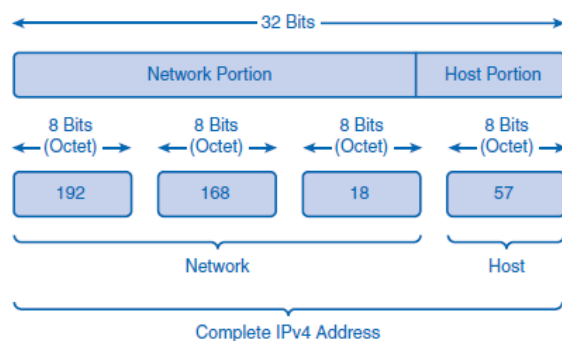 32 Bits
Network Portion Host Portion
8 Bits 8 Bits 8 Bits 8 Bits
(Octet) (Octet) (Octet) (Octet)
192 168 18 57
Network Host
Complete IPv4 Address